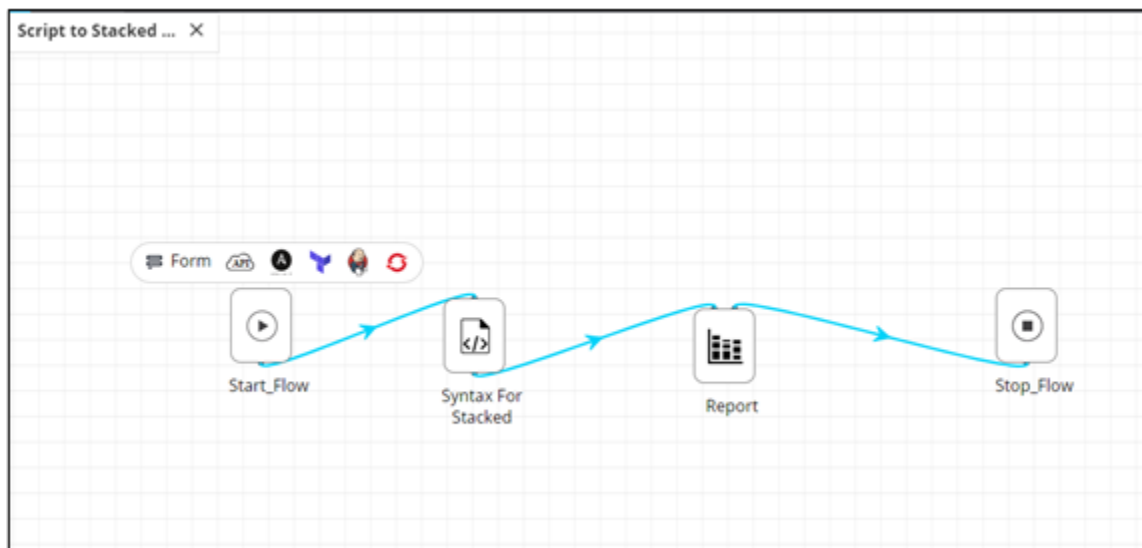 Script to Stacked ...
Form
API
A
Start_Flow
Syntax For
Stacked
Report
Stop_Flow